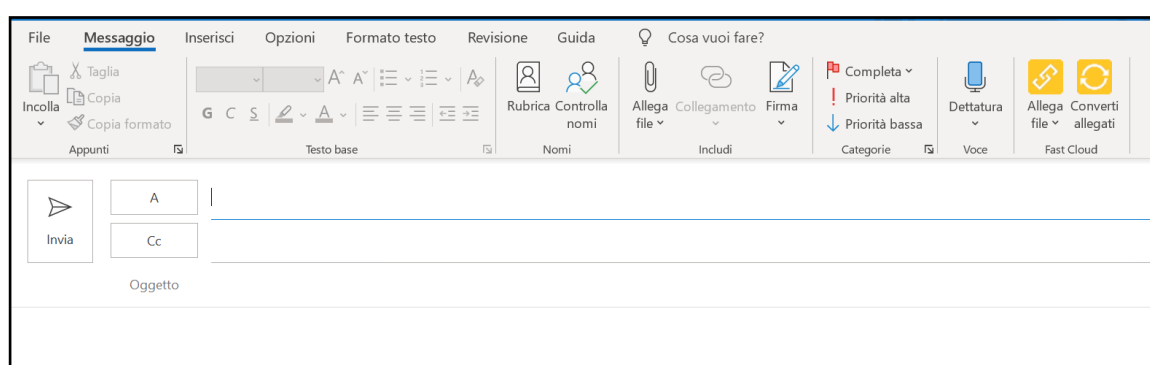 File Messaggio Inserisci Opzioni Formato testo Revisione Guida Cosa vuoi fare?
Incolla
Taglia
Copia
Copia formato
Appunti
G C S A
A A A
Testo base
Rubrica
Controlla
nomi
Nomi
Allega
file
Collegamento
Firma
Includi
Completa
Priorità alta
Priorità bassa
Categorie
Dettatura
Voce
Allega
file
Converti
allegati
Fast Cloud
Invia
A
Cc
Oggetto